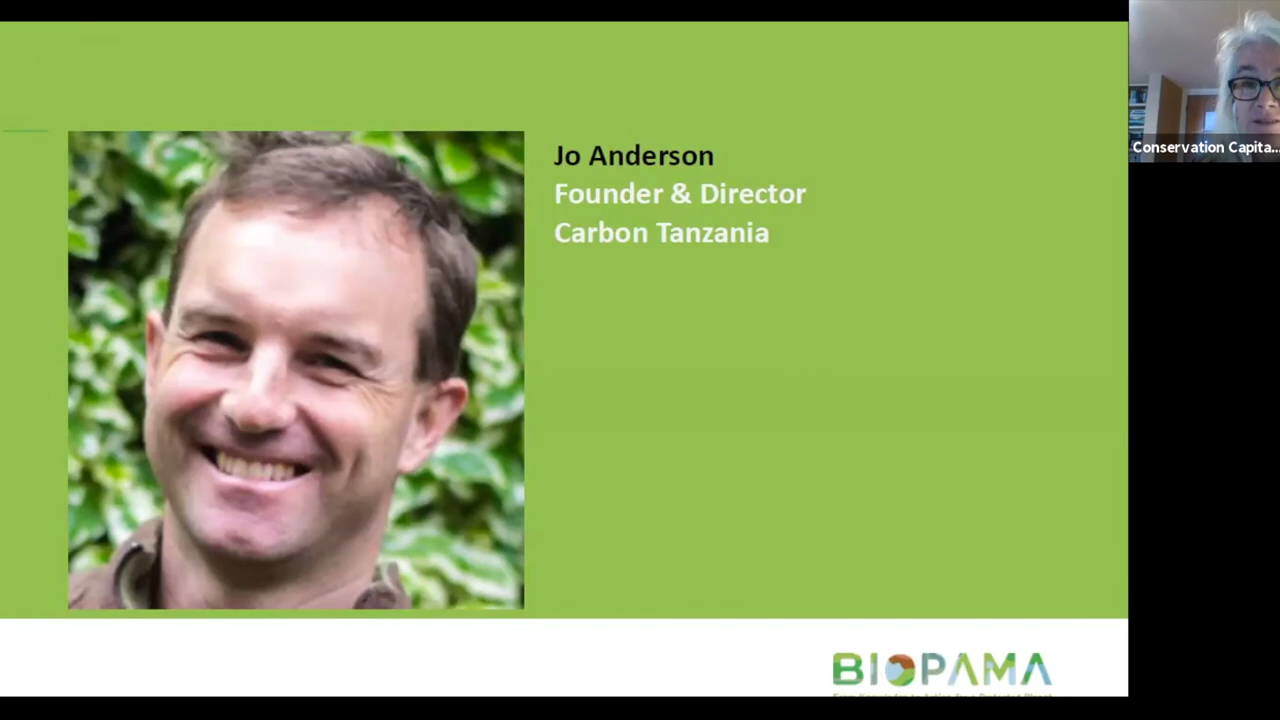 Jo Anderson
Founder & Director
Carbon Tanzania
Conservation Capita...
BIOPAMA